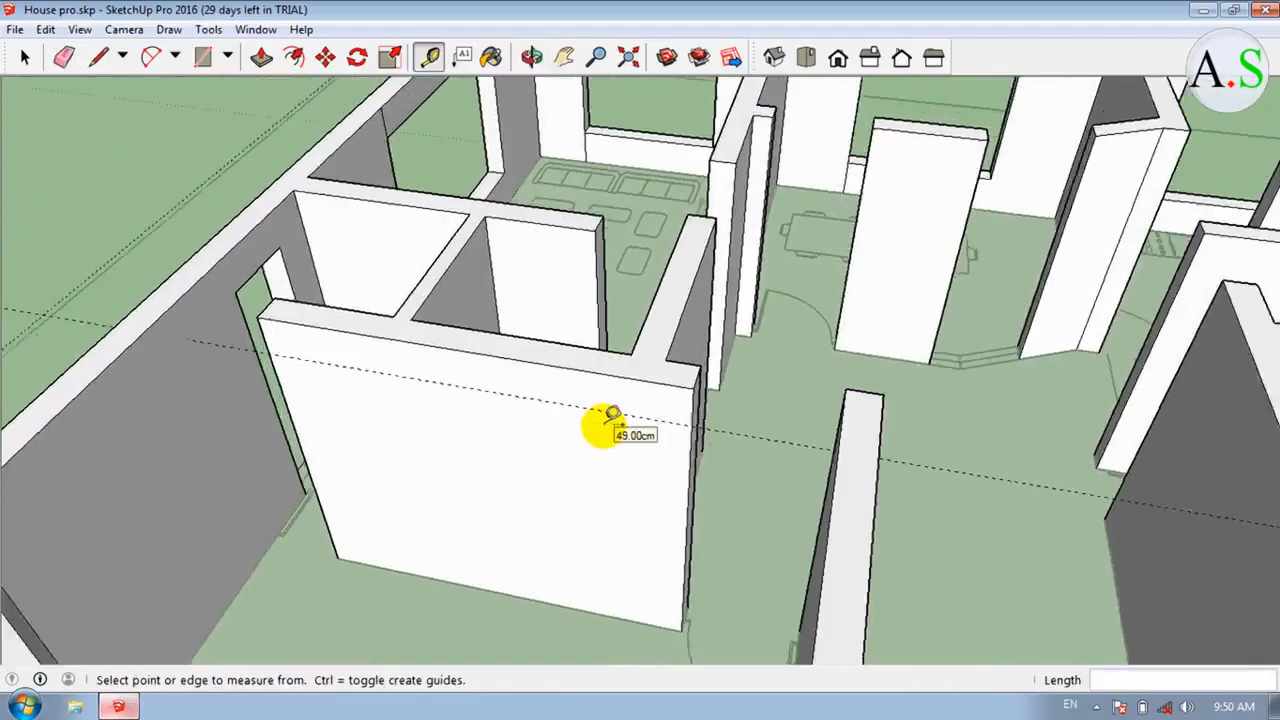 House pro.skp - SketchUp Pro 2016 (29 days left in TRIAL)
File Edit View Camera Draw Tools Window Help
A1
A.S
49.00cm
Select point or edge to measure from. Ctrl = toggle create guides.
Length
EN
9:50 AM